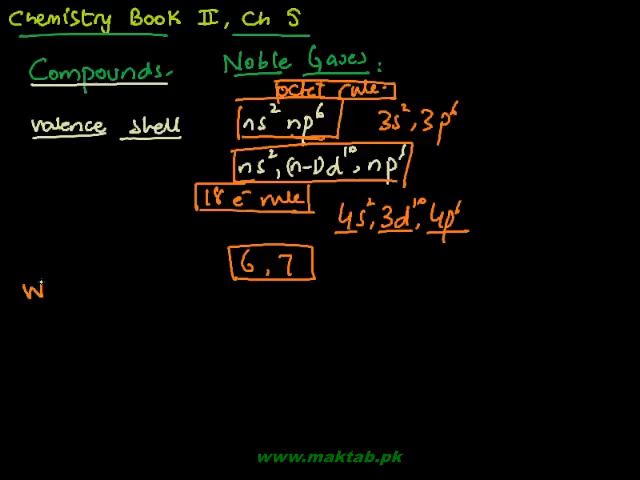 Chemistry Book II, Ch 5
Compounds. Noble Gases:
octet rule.
valence shell ns² np⁶ 3s², 3p⁶
ns², (n-1)d¹⁰, np⁶
18 e⁻ rule
4s², 3d¹⁰, 4p⁶
6, 7
W
www.maktab.pk